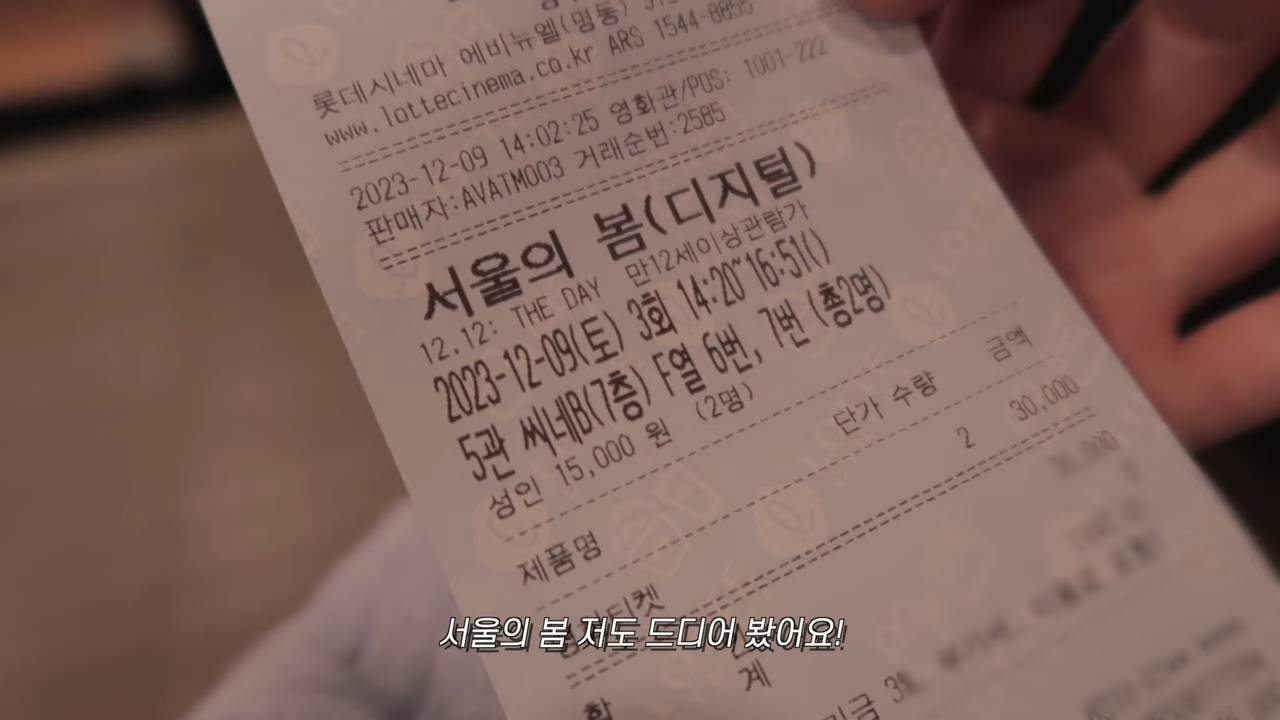 롯데시네마 에비뉴엘(명동)
www.lottecinema.co.kr ARS 1544-8855
2023-12-09 14:02:25 영화관/POS: 1001-222
판매자:AVATM003 거래순번:2585
서울의 봄(디지털)
12.12: THE DAY 만12세이상관람가
2023-12-09(토) 3회 14:20~16:51()
5관 씨네B(7층) F열 6번, 7번 (총2명)
성인 15,000 원 (2명)
제품명 단가 수량 금액
2 30,000
30,000
계
서울의 봄 저도 드디어 봤어요!